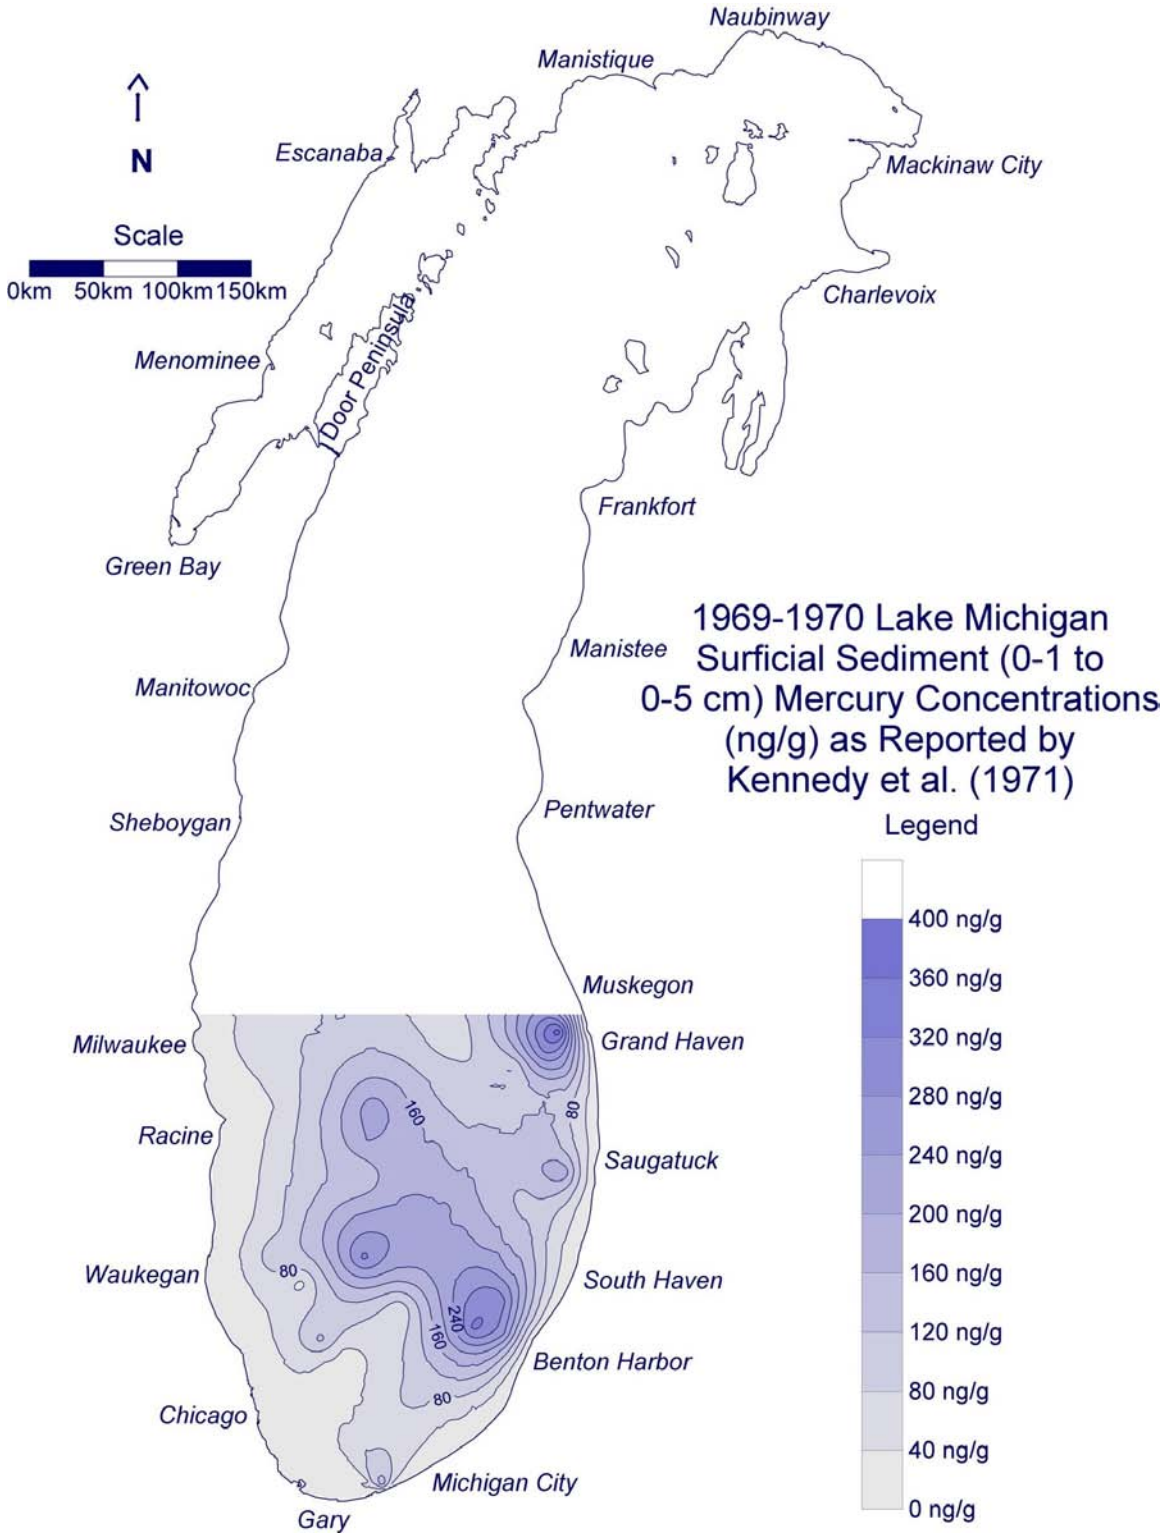 Naubinway
Manistique
Escanaba
N
Mackinaw City
Scale
0km 50km 100km 150km
Charlevoix
Door Peninsula
Menominee
Frankfort
Green Bay
1969-1970 Lake Michigan
Surficial Sediment (0-1 to
0-5 cm) Mercury Concentrations
(ng/g) as Reported by
Kennedy et al. (1971)
Manistee
Manitowoc
Pentwater
Sheboygan
Legend
400 ng/g
360 ng/g
320 ng/g
280 ng/g
240 ng/g
200 ng/g
160 ng/g
120 ng/g
80 ng/g
40 ng/g
0 ng/g
Muskegon
Milwaukee
Grand Haven
160
80
Racine
Saugatuck
Waukegan
80
South Haven
240
160
Benton Harbor
80
Chicago
Michigan City
Gary